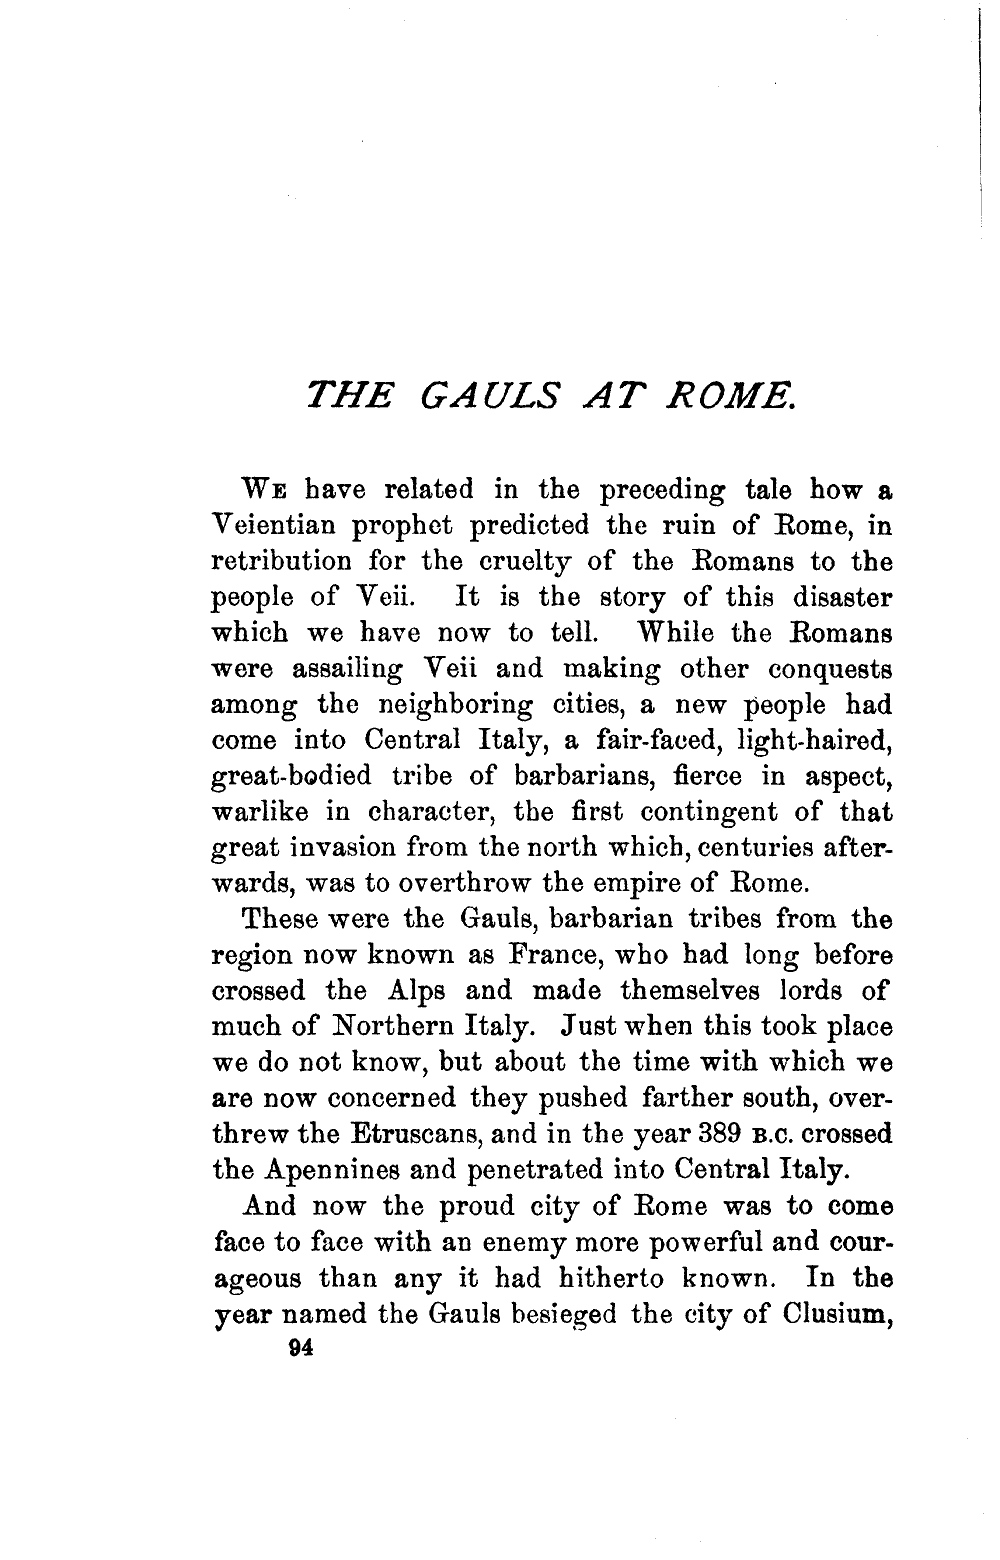 THE GAULS AT ROME.
WE have related in the preceding tale how a
Veientian prophet predicted the ruin of Rome, in
retribution for the cruelty of the Romans to the
people of Veii. It is the story of this disaster
which we have now to tell. While the Romans
were assailing Veii and making other conquests
among the neighboring cities, a new people had
come into Central Italy, a fair-faced, light-haired,
great-bodied tribe of barbarians, fierce in aspect,
warlike in character, the first contingent of that
great invasion from the north which, centuries after-
wards, was to overthrow the empire of Rome.
These were the Gauls, barbarian tribes from the
region now known as France, who had long before
crossed the Alps and made themselves lords of
much of Northern Italy. Just when this took place
we do not know, but about the time with which we
are now concerned they pushed farther south, over-
threw the Etruscans, and in the year 389 B.C. crossed
the Apennines and penetrated into Central Italy.
And now the proud city of Rome was to come
face to face with an enemy more powerful and cour-
ageous than any it had hitherto known. In the
year named the Gauls besieged the city of Clusium,
94